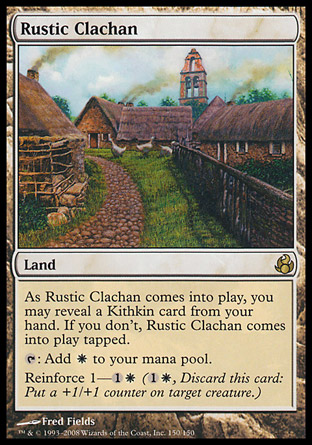 Rustic Clachan
Land
As Rustic Clachan comes into play, you
may reveal a Kithkin card from your
hand. If you don't, Rustic Clachan comes
into play tapped.
: Add to your mana pool.
Reinforce 1—1 (1 , Discard this card:
Put a +1/+1 counter on target creature.)
Fred Fields
™ & © 1993–2008 Wizards of the Coast, Inc. 150/150